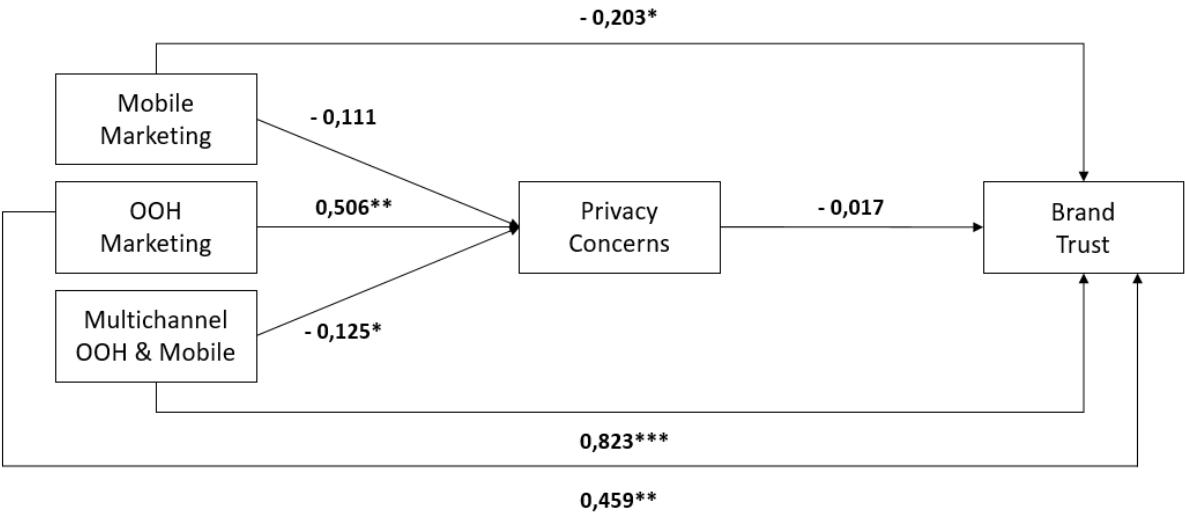 - 0,203*
Mobile
Marketing
- 0,111
OOH
Marketing
0,506**
Privacy
Concerns
- 0,017
Brand
Trust
Multichannel
OOH & Mobile
- 0,125*
0,823***
0,459**